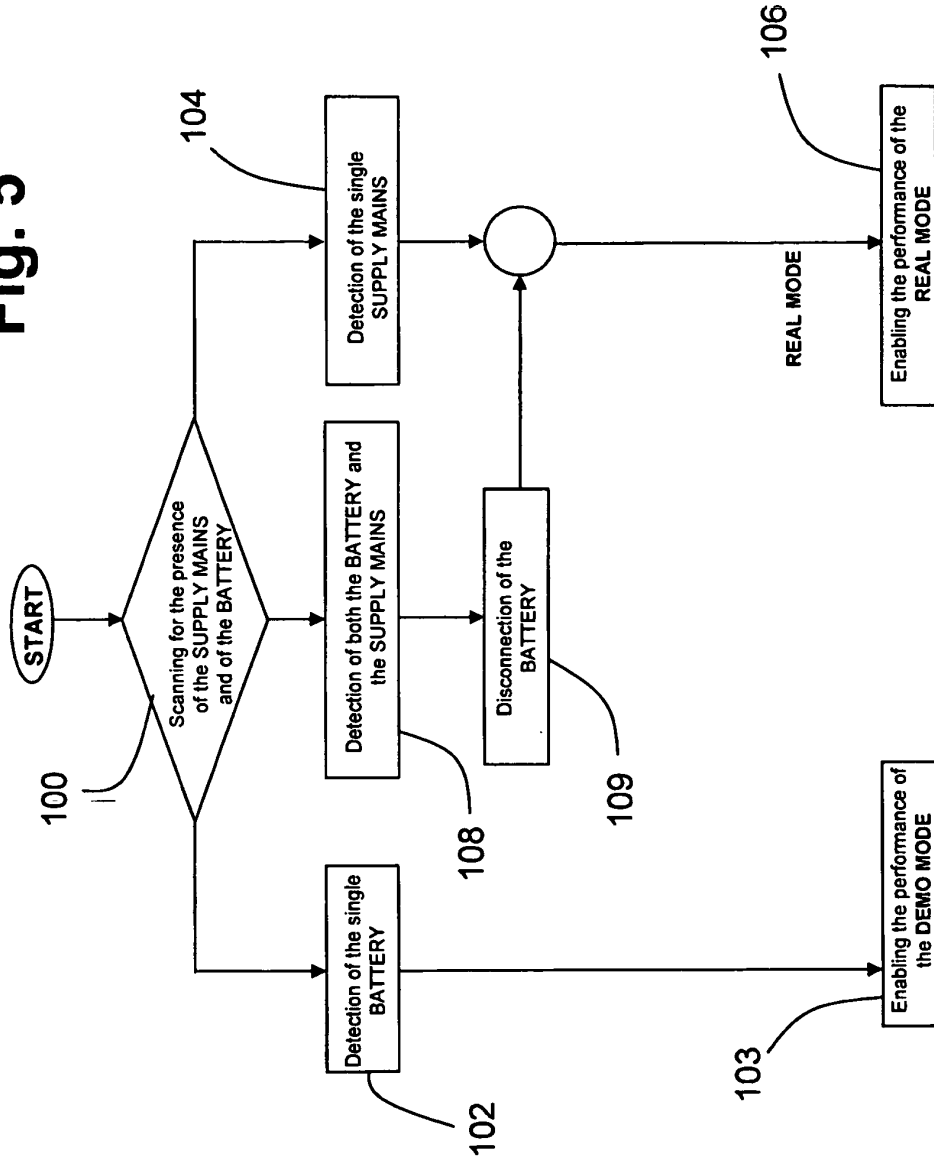 Fig. 5
START
100
Scanning for the presence
of the SUPPLY MAINS
and of the BATTERY
102
Detection of the single
BATTERY
108
Detection of both the BATTERY and
the SUPPLY MAINS
104
Detection of the single
SUPPLY MAINS
109
Disconnection of the
BATTERY
REAL MODE
103
Enabling the performance of
the DEMO MODE
106
Enabling the performance of the
REAL MODE